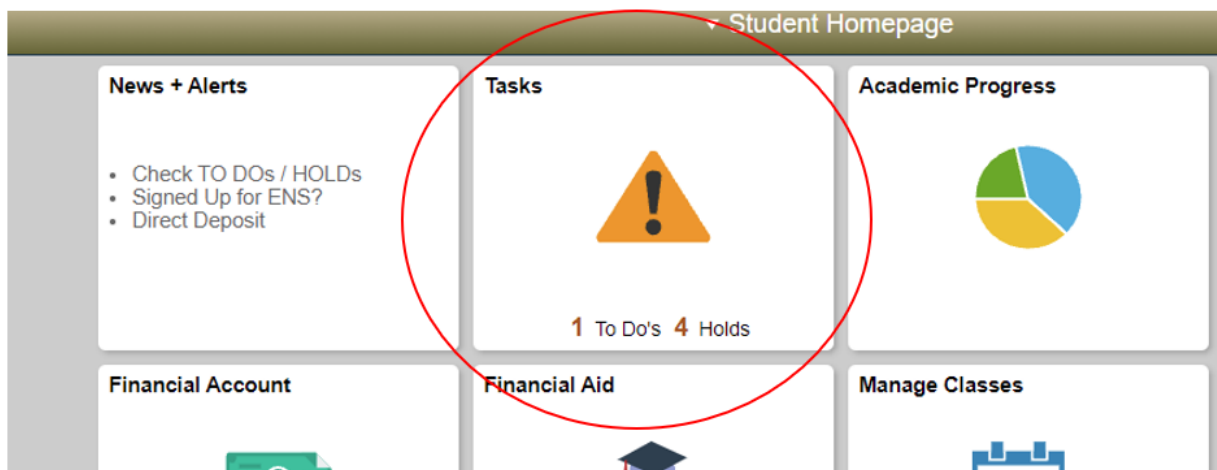 Student Homepage
News + Alerts
Check TO DOs / HOLDs
Signed Up for ENS?
Direct Deposit
Tasks
1 To Do's 4 Holds
Academic Progress
Financial Account
Financial Aid
Manage Classes